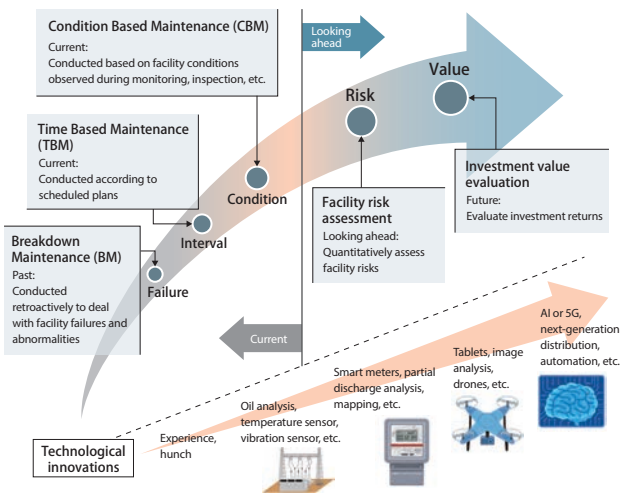 Condition Based Maintenance (CBM)
Current:
Conducted based on facility conditions
observed during monitoring, inspection, etc.
Looking
ahead
Value
Risk
Time Based Maintenance
(TBM)
Current:
Conducted according to
scheduled plans
Condition
Interval
Failure
Breakdown
Maintenance (BM)
Past:
Conducted
retroactively to deal
with facility failures and
abnormalities
Facility risk
assessment
Looking ahead:
Quantitatively assess
facility risks
Investment value
evaluation
Future:
Evaluate investment returns
Current
Technological
innovations
Experience,
hunch
Oil analysis,
temperature sensor,
vibration sensor, etc.
Smart meters, partial
discharge analysis,
mapping, etc.
Tablets, image
analysis,
drones, etc.
AI or 5G,
next-generation
distribution,
automation, etc.